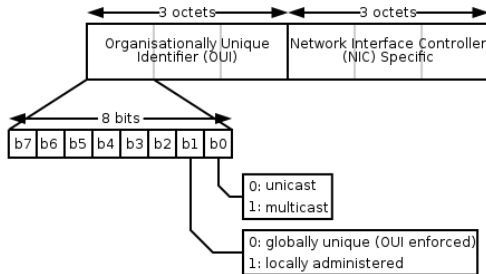 3 octets
3 octets
Organisationally Unique
Identifier (OUI)
Network Interface Controller
(NIC) Specific
8 bits
b7 b6 b5 b4 b3 b2 b1 b0
0: unicast
1: multicast
0: globally unique (OUI enforced)
1: locally administered